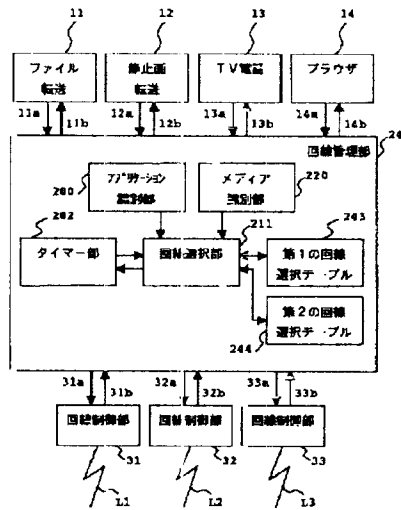 11
12
13
14
ファイル
転送
静止画
転送
TV電話
ブラウザ
11a
11b
12a
12b
13a
13b
14a
14b
回線管理部
アプリケーション
識別部
メディア
識別部
220
202
211
203
タイマー部
回線選択部
第1の回線
選択テーブル
第2の回線
選択テーブル
244
31a
31b
32a
32b
33a
33b
回線制御部
回線制御部
回線制御部
31
32
33
L1
L2
L3